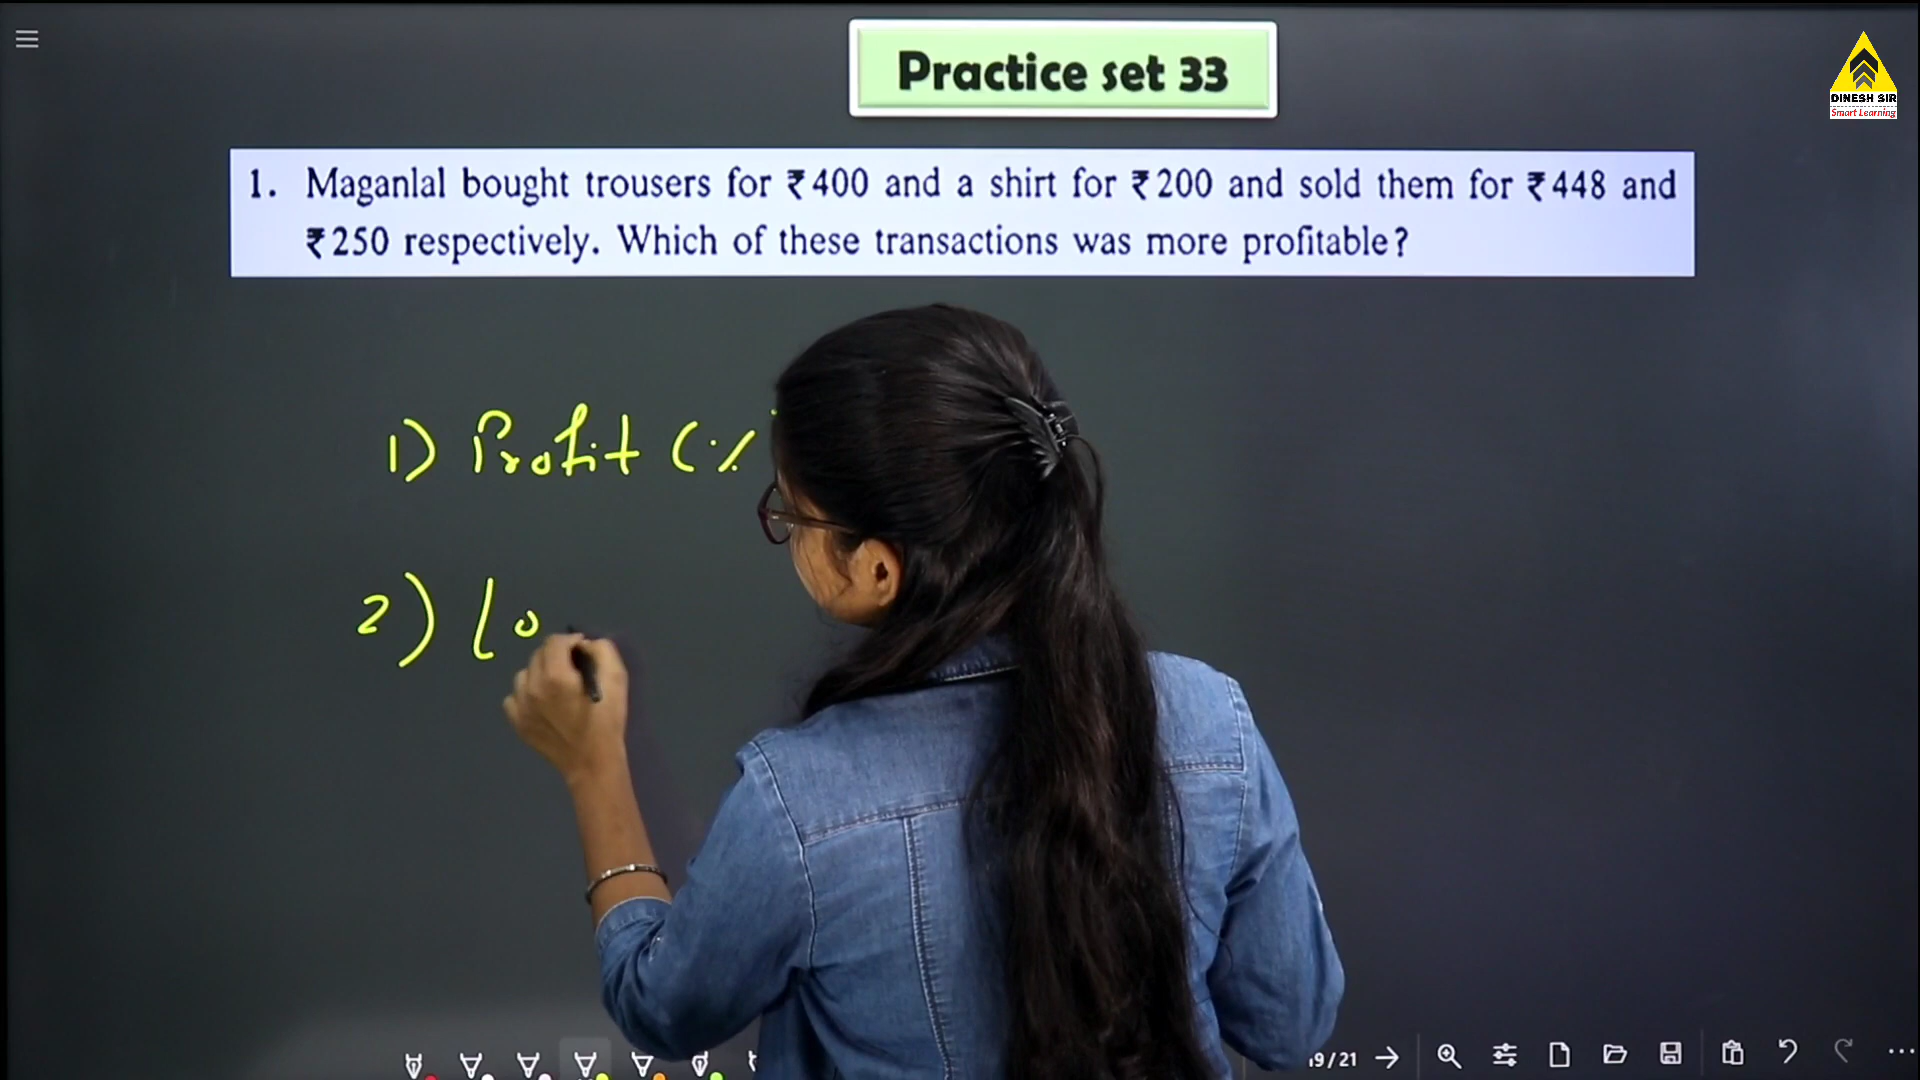 Practice set 33
DINESH SIR
Smart Learning
1. Maganlal bought trousers for ₹400 and a shirt for ₹200 and sold them for ₹448 and
₹250 respectively. Which of these transactions was more profitable?
1) Profit (%
2) Lo
19/21